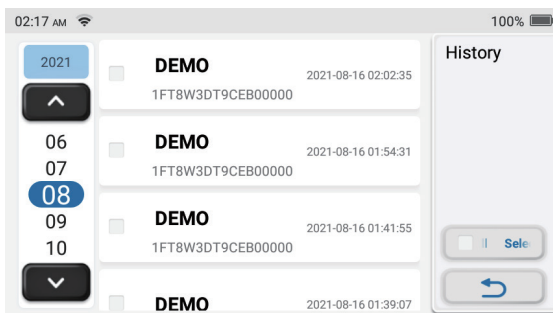 02:17 AM 100%
2021
06
07
08
09
10
DEMO
2021-08-16 02:02:35
1FT8W3DT9CEB00000
DEMO
2021-08-16 01:54:31
1FT8W3DT9CEB00000
DEMO
2021-08-16 01:41:55
1FT8W3DT9CEB00000
DEMO
2021-08-16 01:39:07
History
Sele